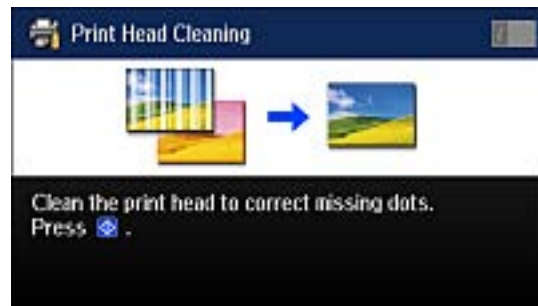 Print Head Cleaning
Clean the print head to correct missing dots.
Press .